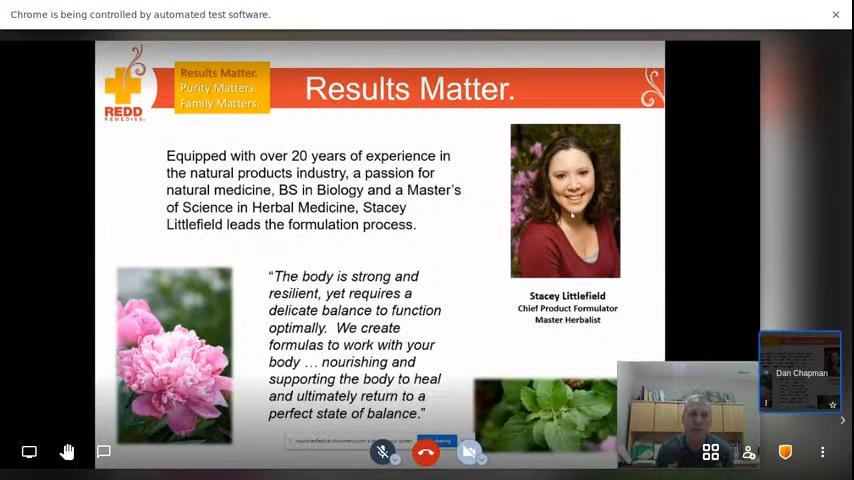 Chrome is being controlled by automated test software.
Results Matter.
Purity Matters.
Family Matters.
Results Matter.
REDD
REMEDIES
Equipped with over 20 years of experience in
the natural products industry, a passion for
natural medicine, BS in Biology and a Master's
of Science in Herbal Medicine, Stacey
Littlefield leads the formulation process.
Stacey Littlefield
Chief Product Formulator
Master Herbalist
“The body is strong and
resilient, yet requires a
delicate balance to function
optimally. We create
formulas to work with your
body … nourishing and
supporting the body to heal
and ultimately return to a
perfect state of balance.”
Dan Chapman